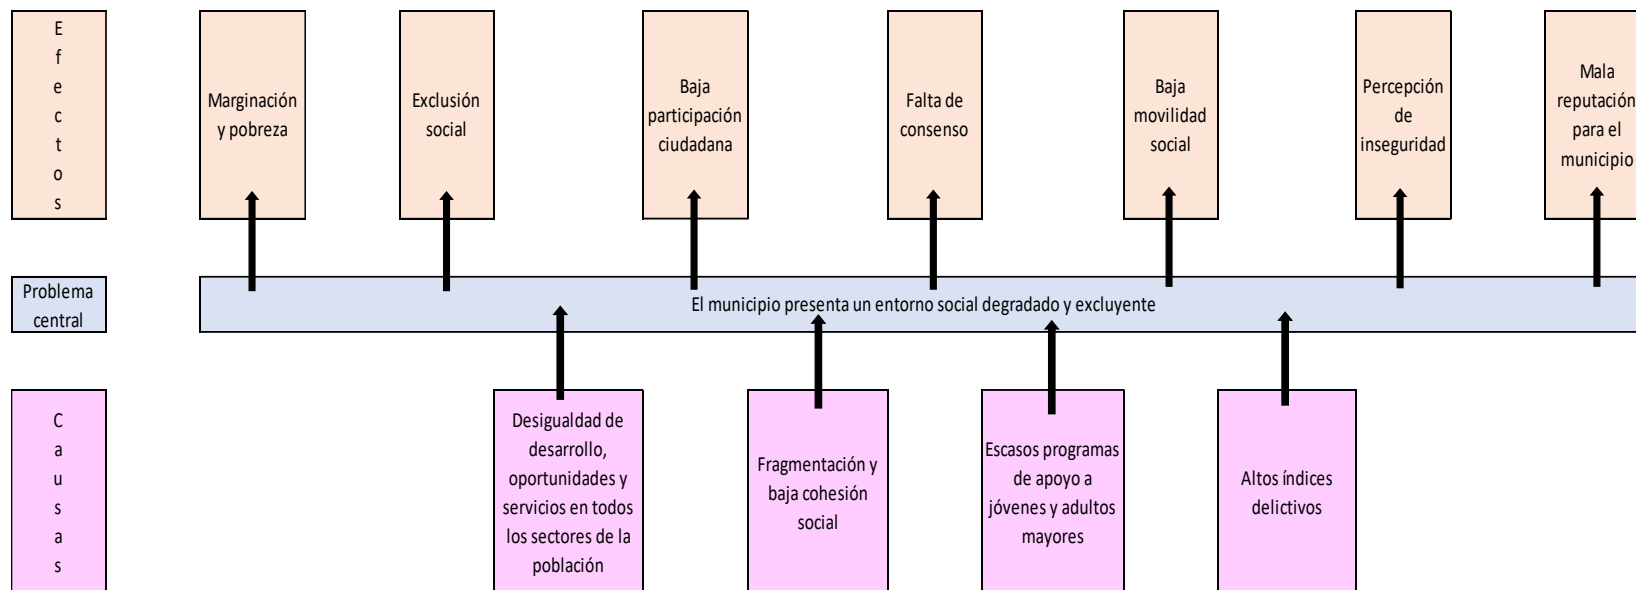 E
f
e
c
t
o
s
Marginación
y pobreza
Exclusión
social
Baja
participación
ciudadana
Falta de
consenso
Baja
movilidad
social
Percepción
de
inseguridad
Mala
reputación
para el
municipio
Problema
central
El municipio presenta un entorno social degradado y excluyente
C
a
u
s
a
s
Desigualdad de
desarrollo,
oportunidades y
servicios en todos
los sectores de la
población
Fragmentación y
baja cohesión
social
Escasos programas
de apoyo a
jóvenes y adultos
mayores
Altos índices
delictivos